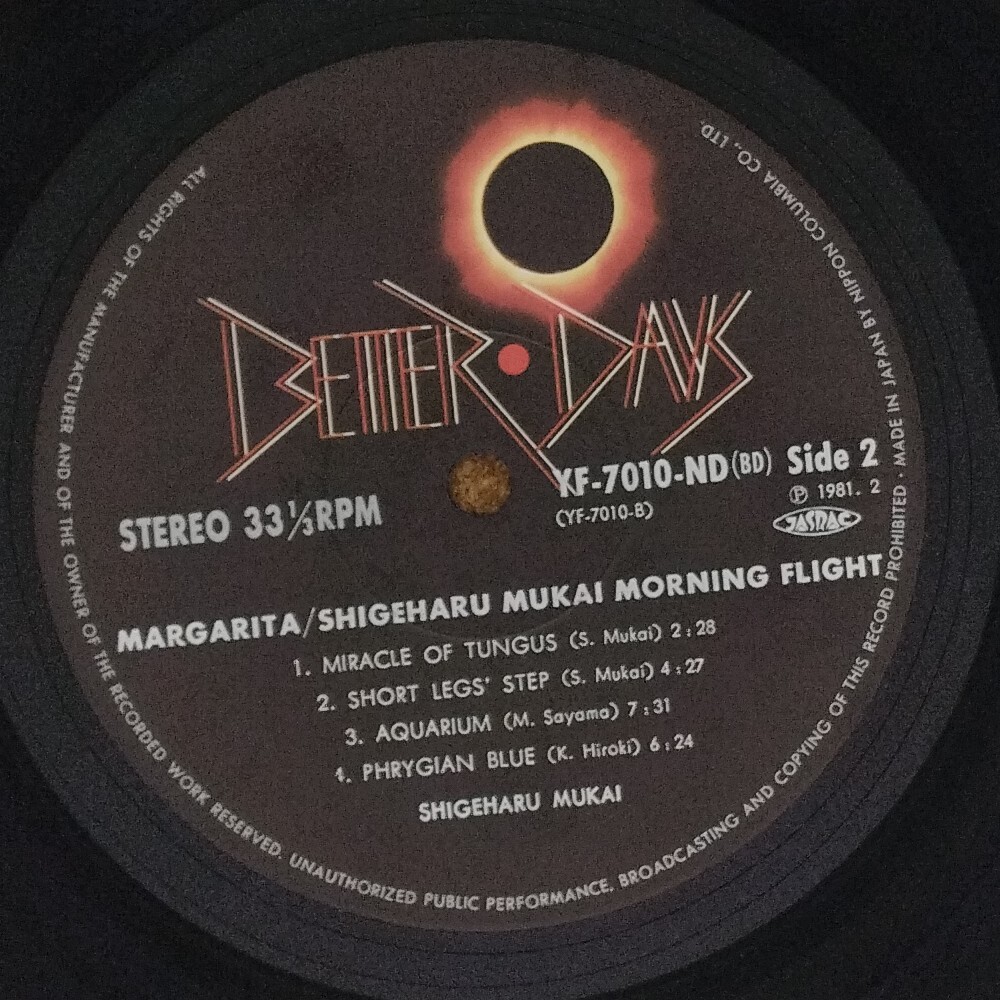 BETTER DAYS
YF-7010-ND(BD) Side 2
(YF-7010-B)
Ⓟ 1981. 2
JASRAC
STEREO 33⅓RPM
MARGARITA/SHIGEHARU MUKAI MORNING FLIGHT
1. MIRACLE OF TUNGUS (S. Mukai) 2:28
2. SHORT LEGS' STEP (S. Mukai) 4:27
3. AQUARIUM (M. Sayama) 7:31
4. PHRYGIAN BLUE (K. Hiroki) 6:24
SHIGEHARU MUKAI
ALL RIGHTS OF THE MANUFACTURER AND OF THE OWNER OF THE RECORDED WORK RESERVED. UNAUTHORIZED PUBLIC PERFORMANCE, BROADCASTING AND COPYING OF THIS RECORD PROHIBITED · MADE IN JAPAN BY NIPPON COLUMBIA CO., LTD.